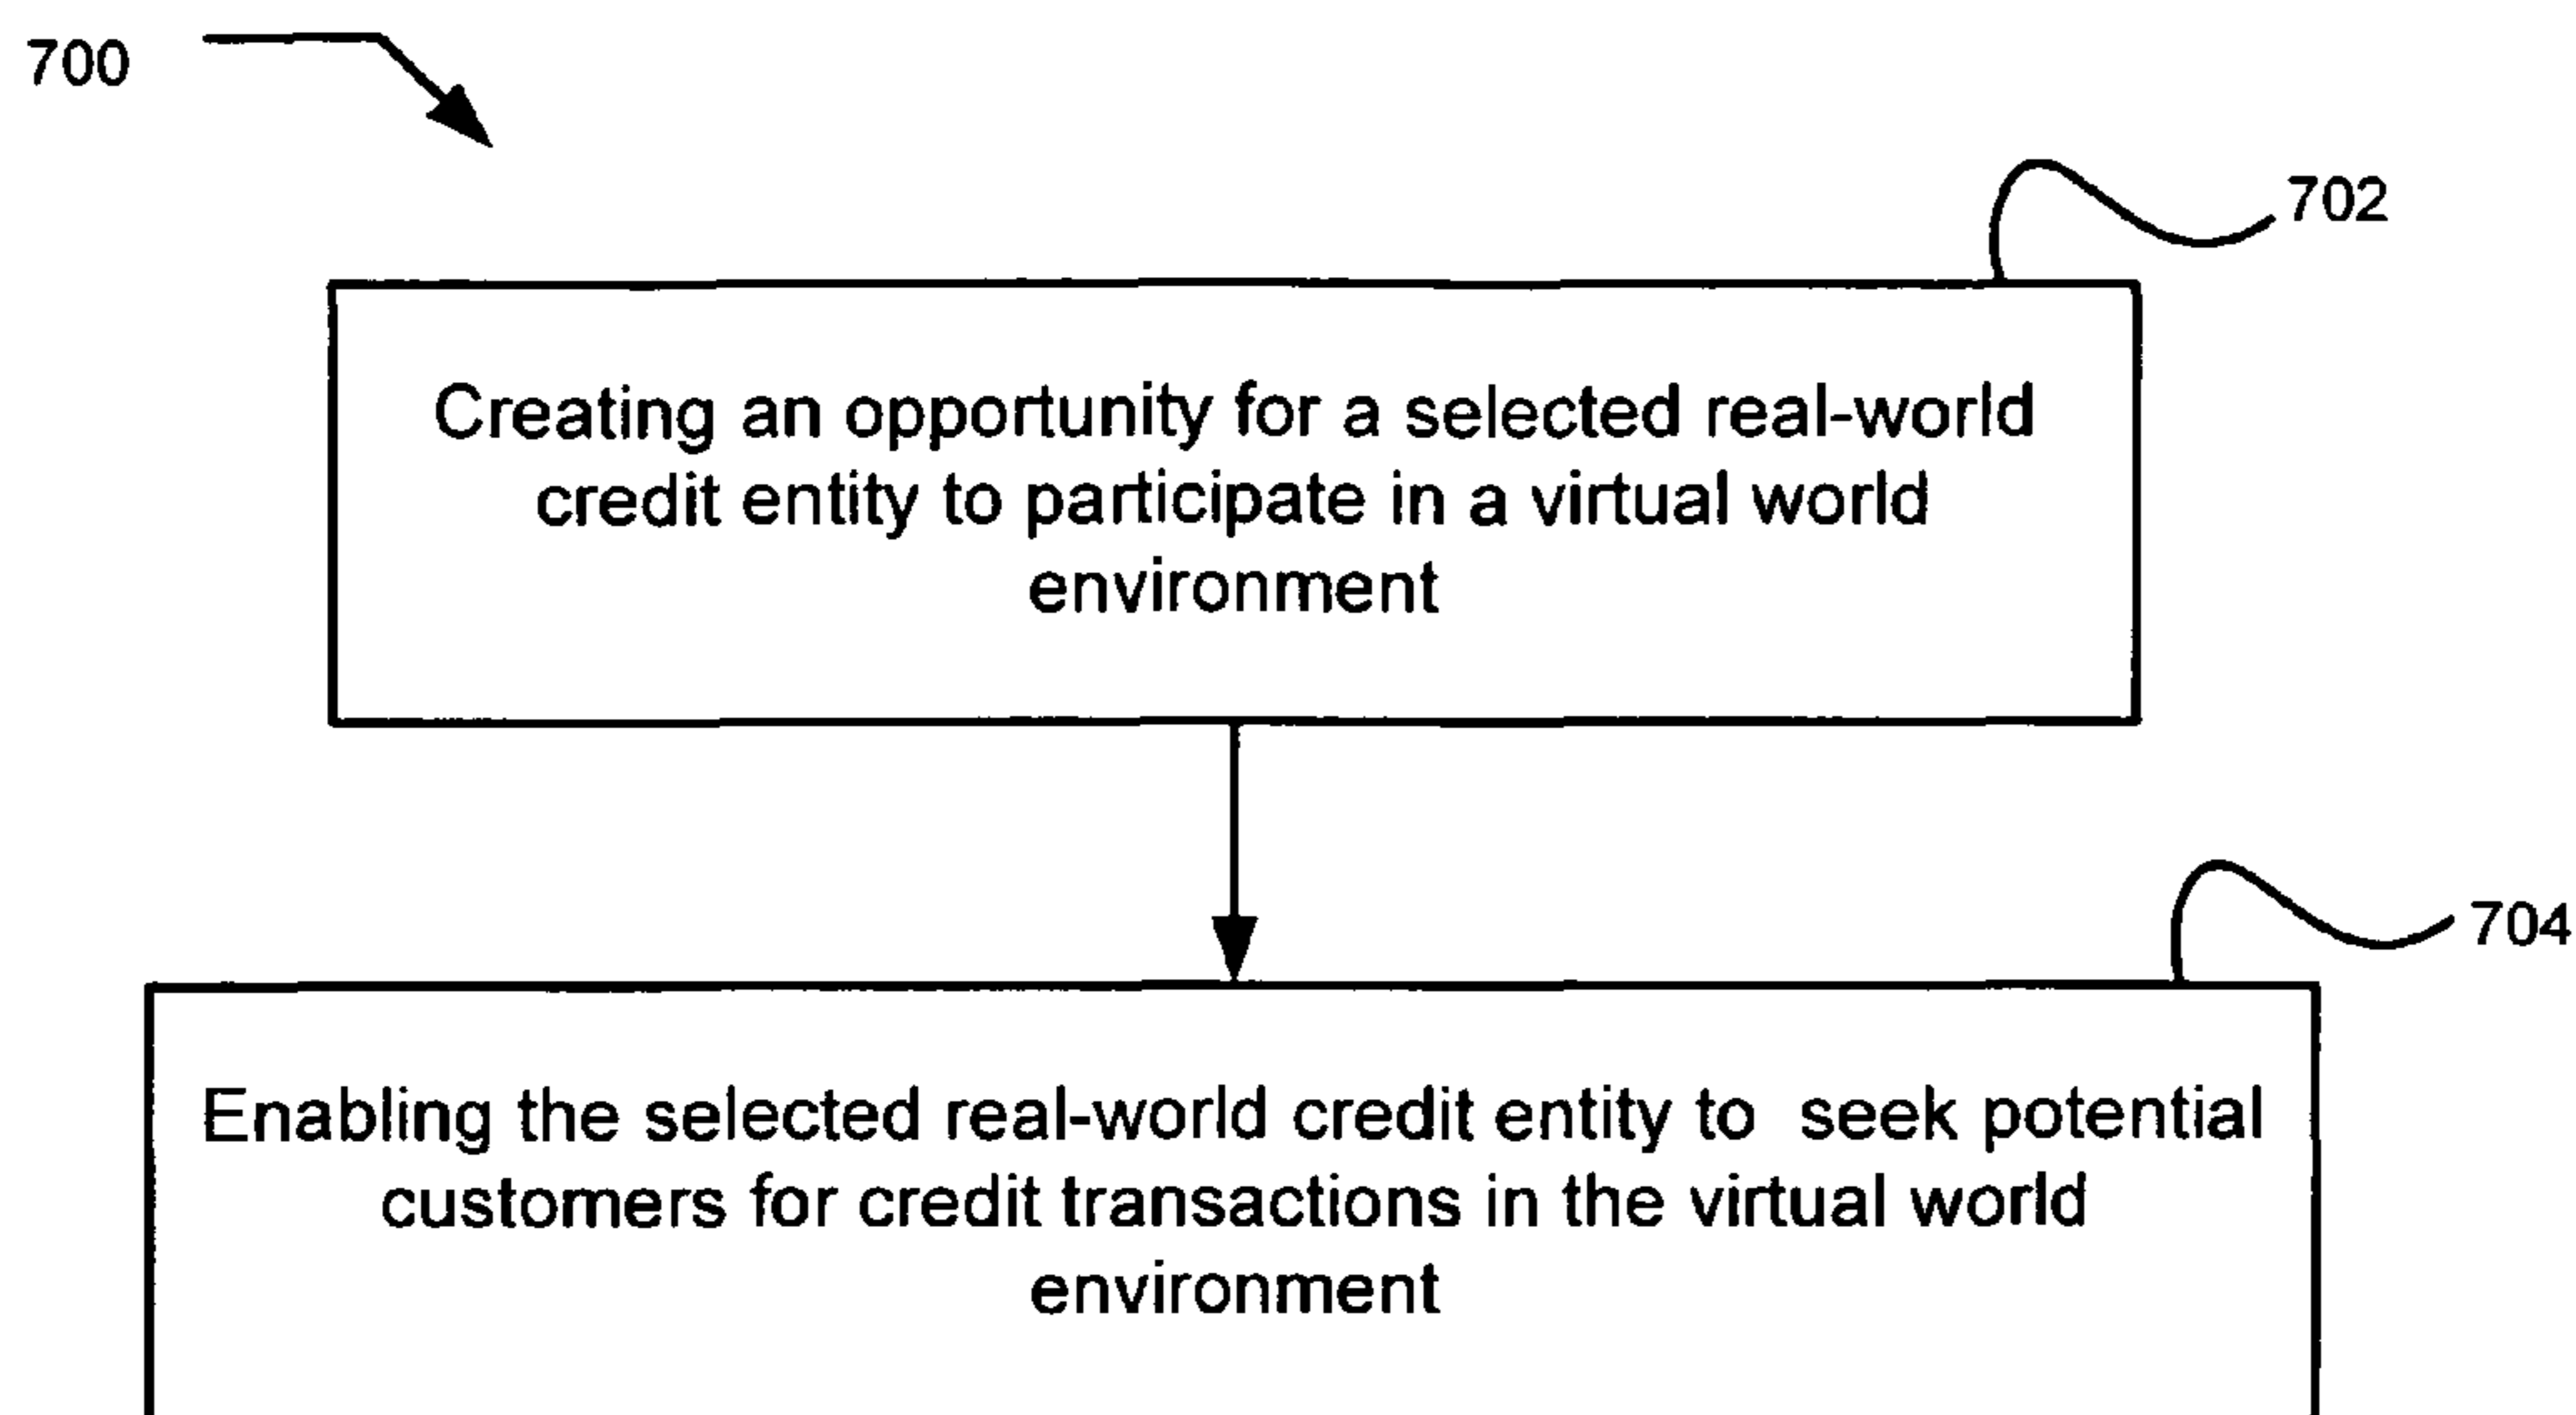 700
702
Creating an opportunity for a selected real-world
credit entity to participate in a virtual world
environment
704
Enabling the selected real-world credit entity to  seek potential
customers for credit transactions in the virtual world
environment